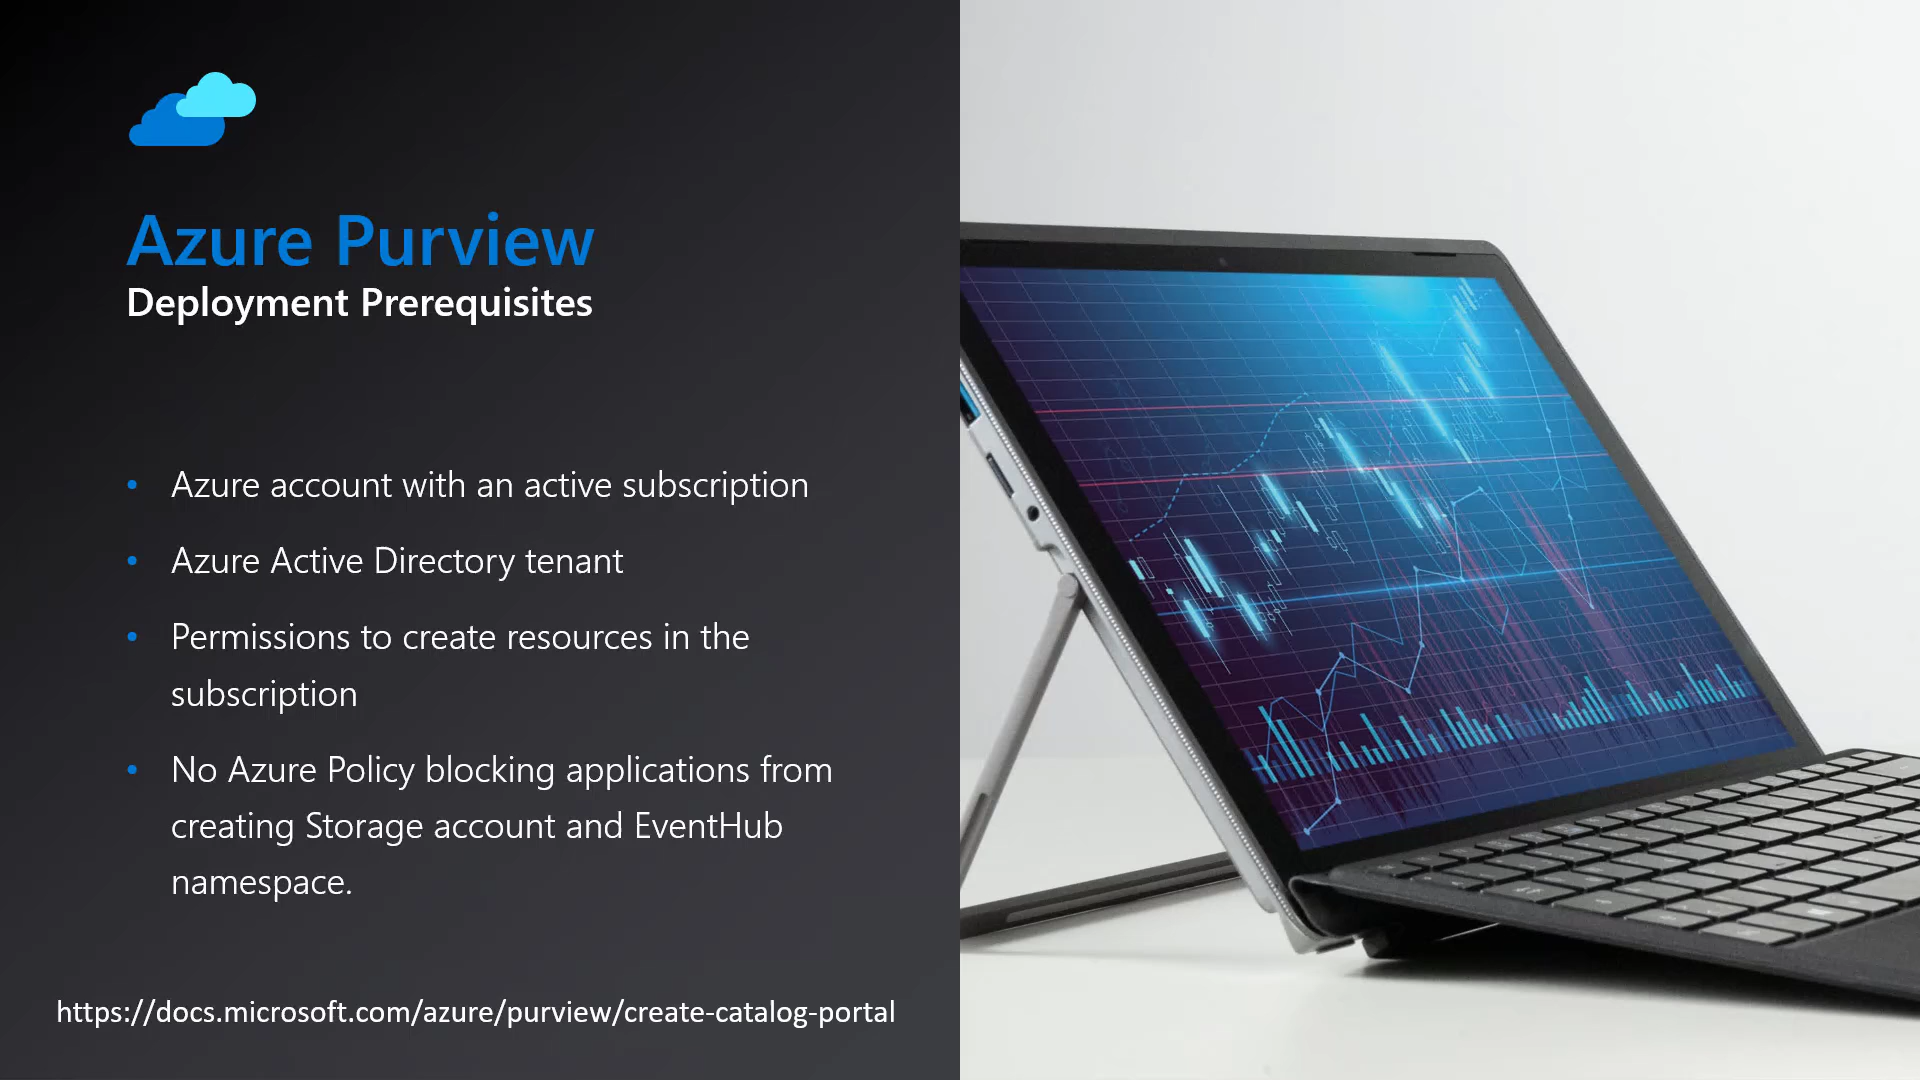 Azure Purview
Deployment Prerequisites
• Azure account with an active subscription
• Azure Active Directory tenant
• Permissions to create resources in the
subscription
• No Azure Policy blocking applications from
creating Storage account and EventHub
namespace.
https://docs.microsoft.com/azure/purview/create-catalog-portal